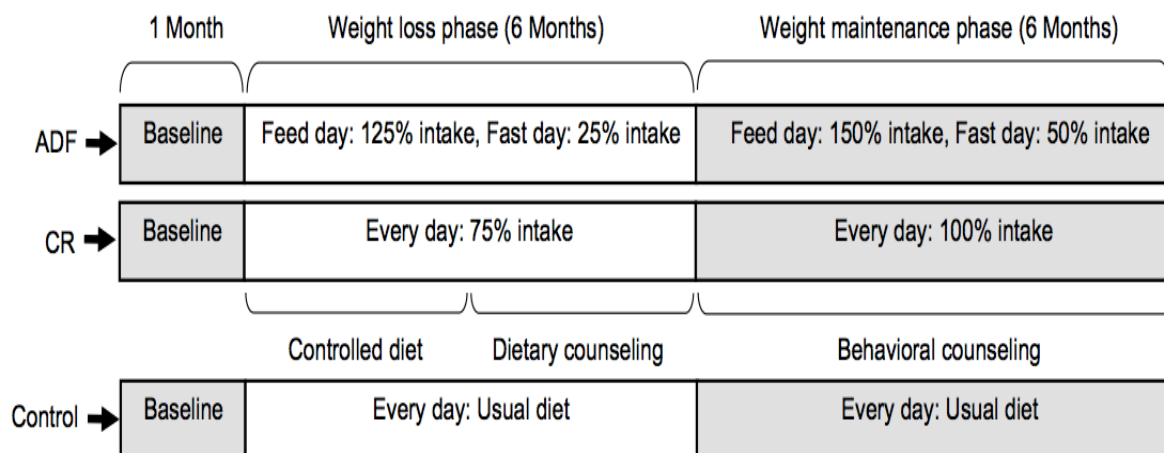 1 Month Weight loss phase (6 Months) Weight maintenance phase (6 Months)
ADF Baseline Feed day: 125% intake, Fast day: 25% intake Feed day: 150% intake, Fast day: 50% intake
CR Baseline Every day: 75% intake Every day: 100% intake
Controlled diet Dietary counseling Behavioral counseling
Control Baseline Every day: Usual diet Every day: Usual diet